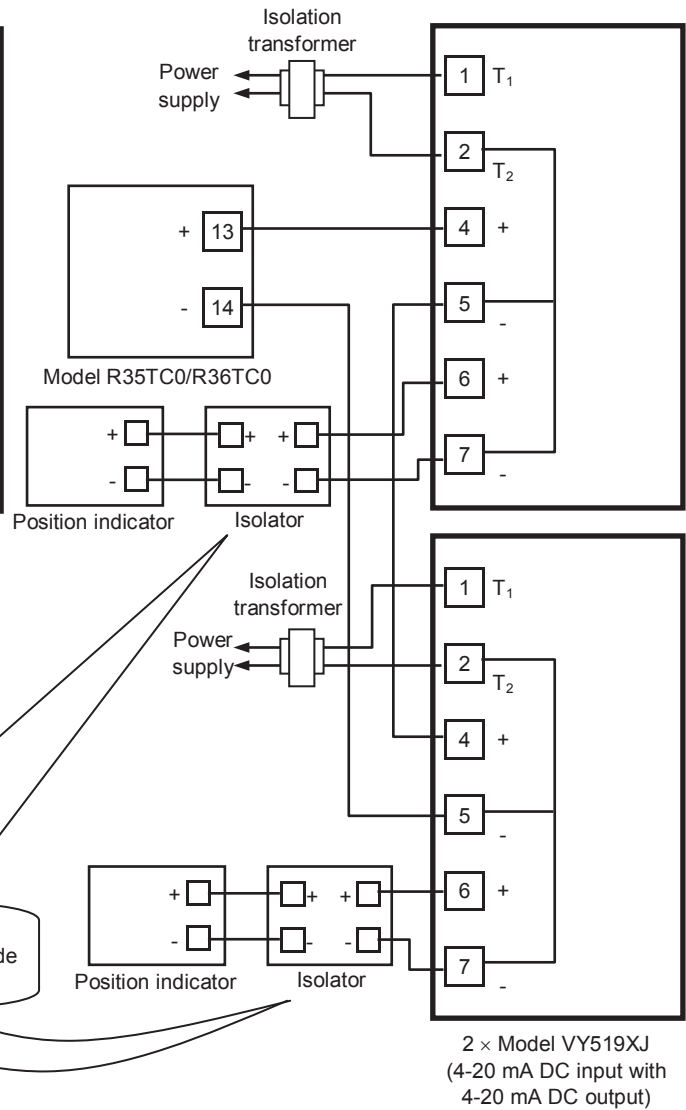 Isolation
transformer
Power
supply
1 T₁
2
T₂
+ 13
4 +
- 14
5
-
Model R35TC0/R36TC0
6 +
+ + +
7
- - -
-
Position indicator
Isolator
Isolation
transformer
1 T₁
Power
supply
2
T₂
4 +
5
-
+ + +
6 +
- - -
7
-
Position indicator
Isolator
2 × Model VY519XJ
(4-20 mA DC input with
4-20 mA DC output)